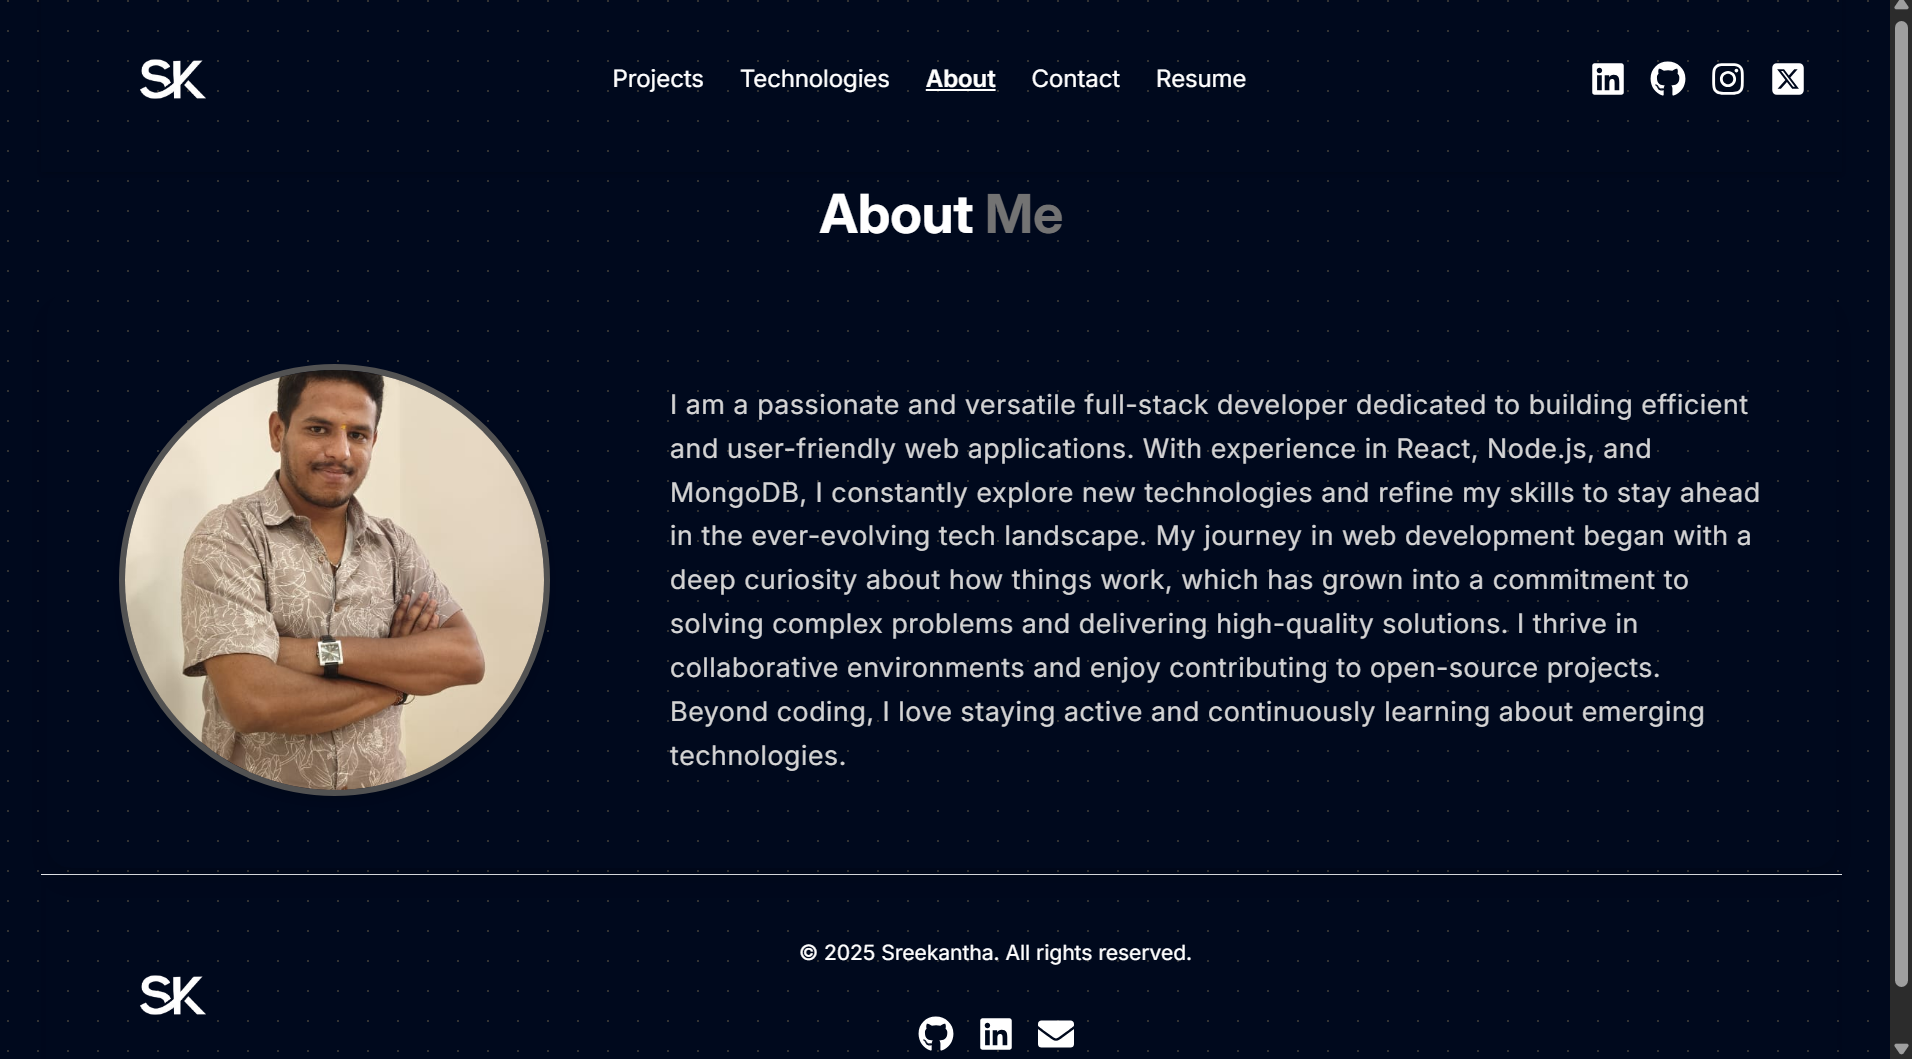 SK
Projects Technologies About Contact Resume
About Me
I am a passionate and versatile full-stack developer dedicated to building efficient
and user-friendly web applications. With experience in React, Node.js, and
MongoDB, I constantly explore new technologies and refine my skills to stay ahead
in the ever-evolving tech landscape. My journey in web development began with a
deep curiosity about how things work, which has grown into a commitment to
solving complex problems and delivering high-quality solutions. I thrive in
collaborative environments and enjoy contributing to open-source projects.
Beyond coding, I love staying active and continuously learning about emerging
technologies.
© 2025 Sreekantha. All rights reserved.
SK